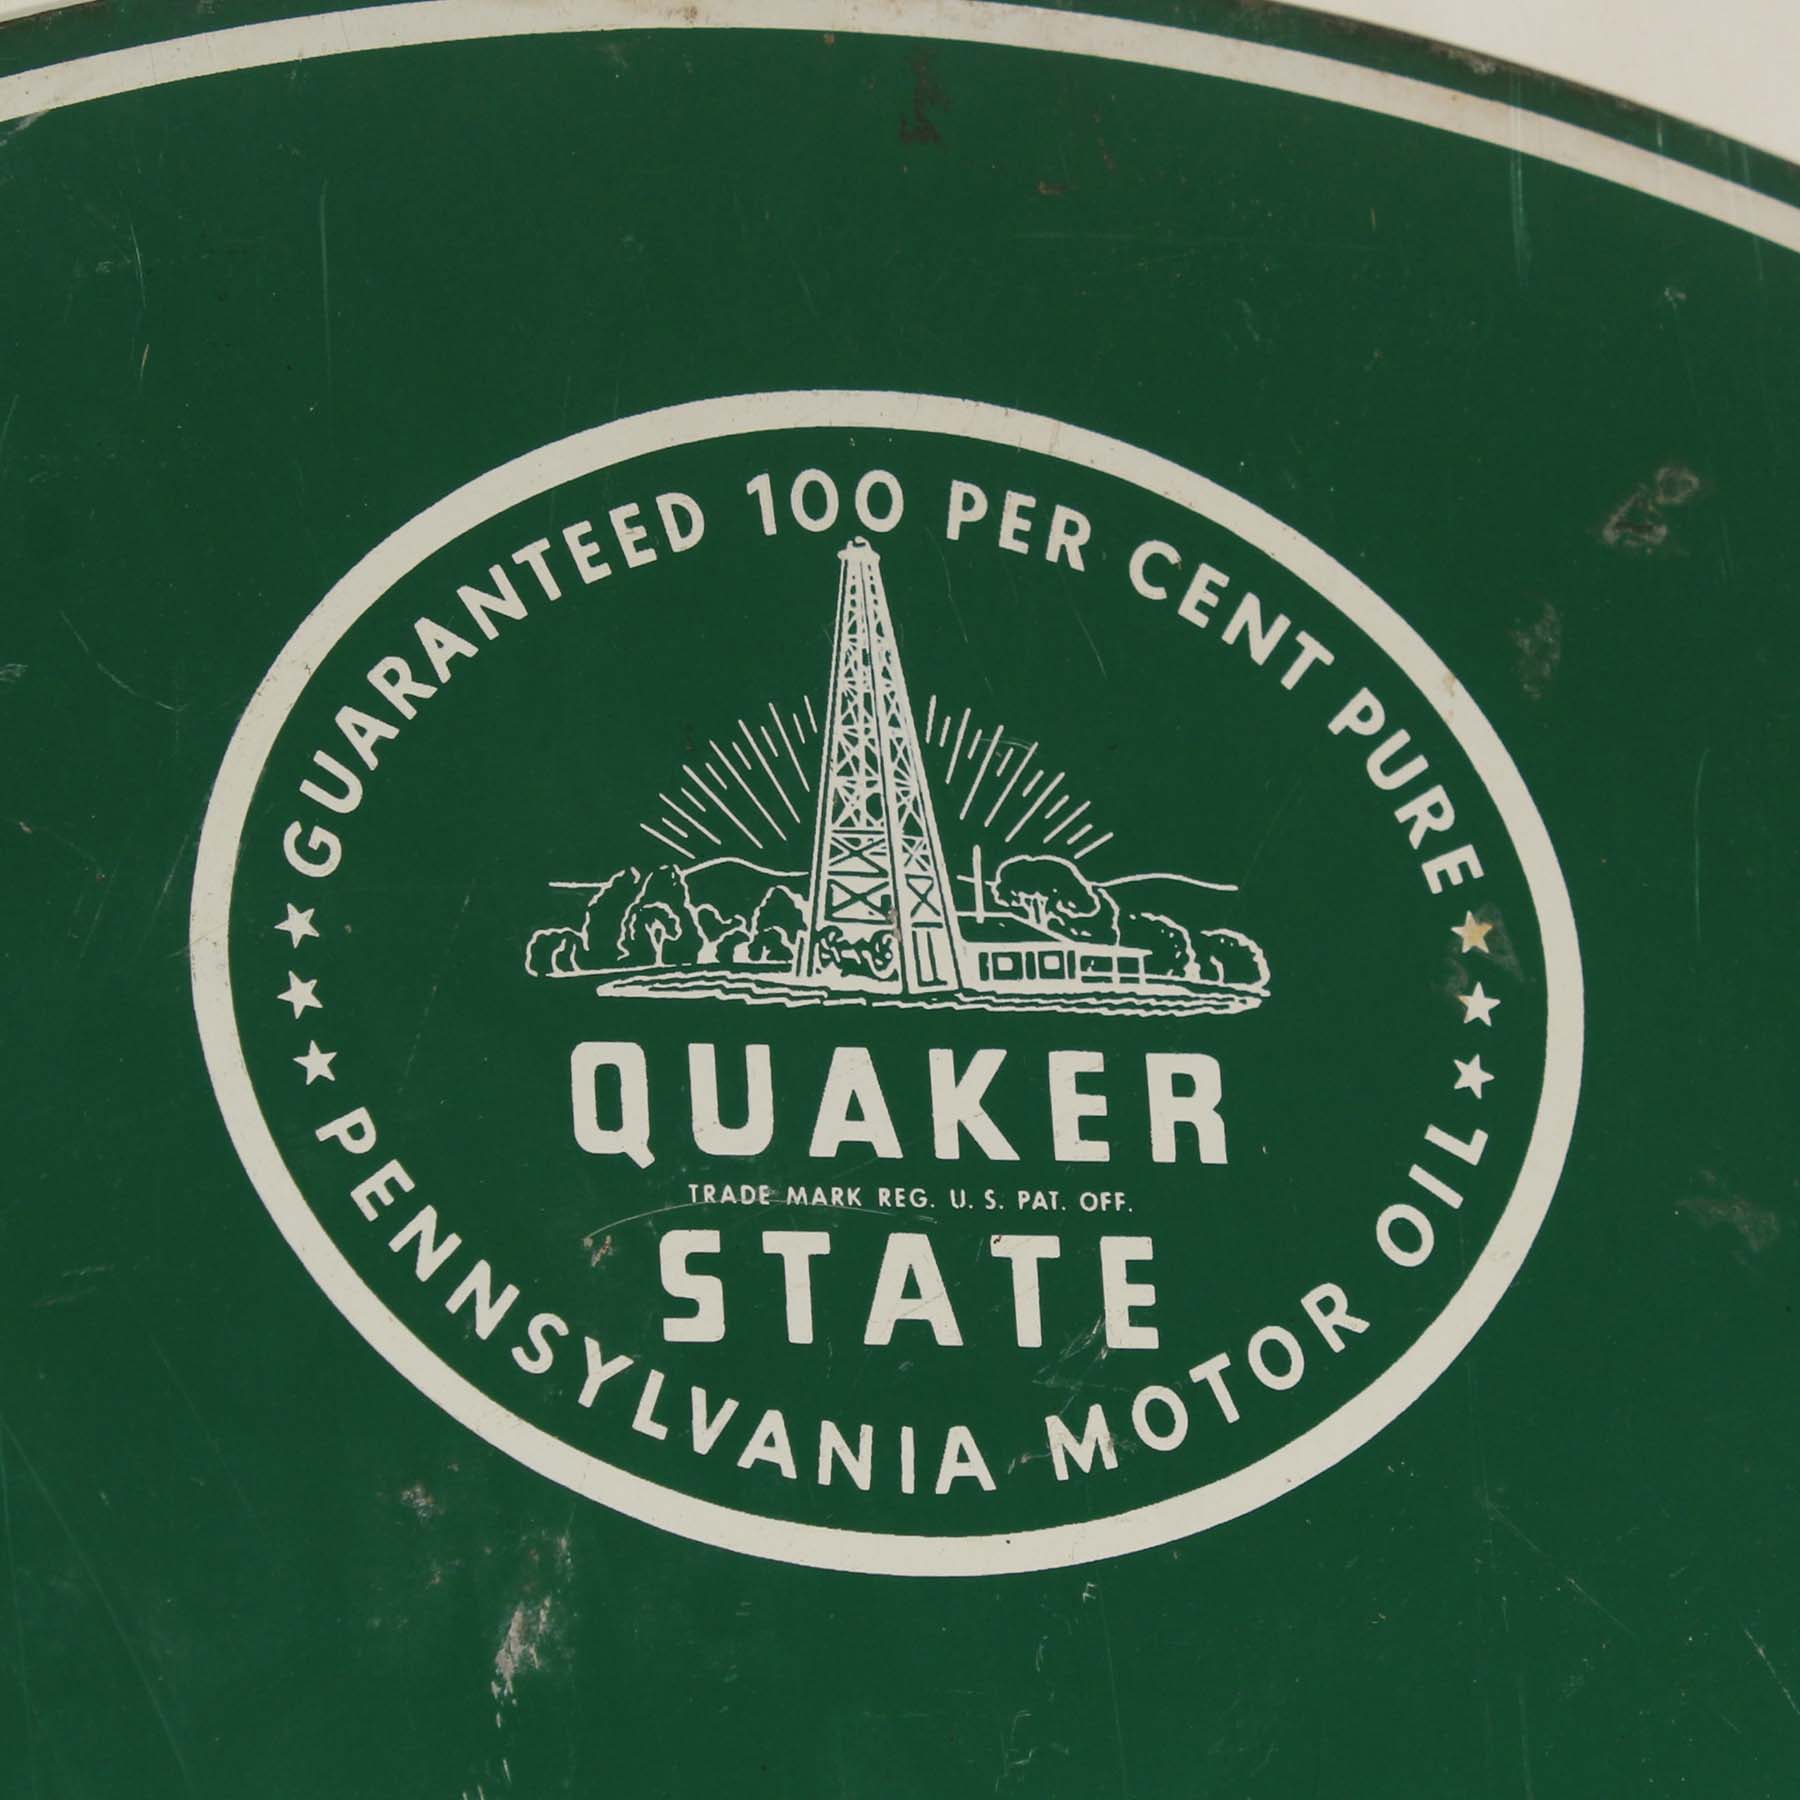 GUARANTEED 100 PER CENT PURE
QUAKER
TRADE MARK REG. U. S. PAT. OFF.
STATE
PENNSYLVANIA MOTOR OIL